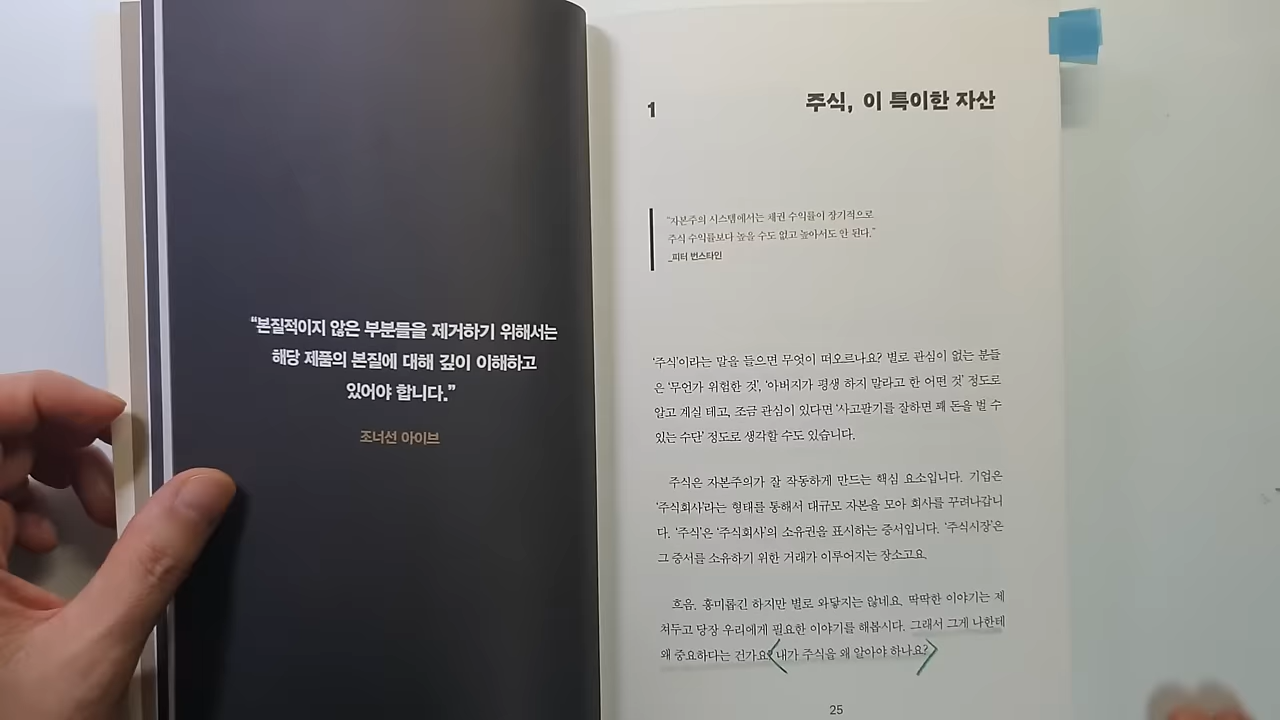 “본질적이지 않은 부분들을 제거하기 위해서는
해당 제품의 본질에 대해 깊이 이해하고
있어야 합니다.”
조너선 아이브
1
주식, 이 특이한 자산
“자본주의 시스템에서는 채권 수익률이 장기적으로
주식 수익률보다 높을 수도 없고 높아서도 안 된다.”
_피터 번스타인
‘주식’이라는 말을 들으면 무엇이 떠오르나요? 별로 관심이 없는 분들
은 ‘무언가 위험한 것’, ‘아버지가 평생 하지 말라고 한 어떤 것’ 정도로
알고 계실 테고, 조금 관심이 있다면 ‘사고팔기를 잘하면 꽤 돈을 벌 수
있는 수단’ 정도로 생각할 수도 있습니다.
주식은 자본주의가 잘 작동하게 만드는 핵심 요소입니다. 기업은
‘주식회사’라는 형태를 통해서 대규모 자본을 모아 회사를 꾸려나갑니
다. ‘주식’은 ‘주식회사’의 소유권을 표시하는 증서입니다. ‘주식시장’은
그 증서를 소유하기 위한 거래가 이루어지는 장소고요.
흐음. 흥미롭긴 하지만 별로 와닿지는 않네요. 딱딱한 이야기는 제
쳐두고 당장 우리에게 필요한 이야기를 해봅시다. 그래서 그게 나한테
왜 중요하다는 건가요? 내가 주식을 왜 알아야 하나요?
25